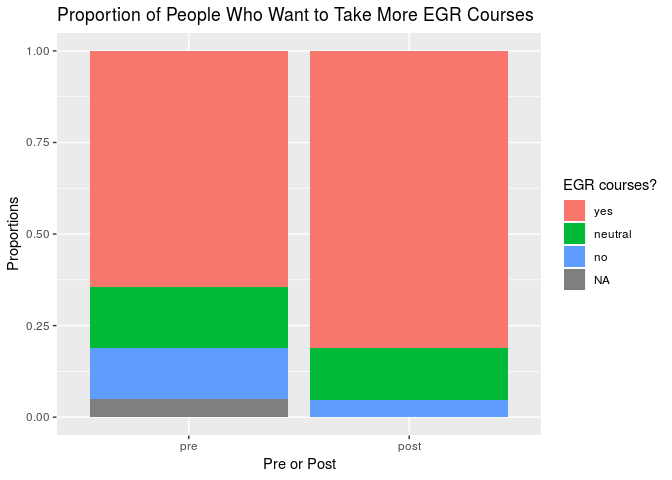 Proportion of People Who Want to Take More EGR Courses
1.00
0.75
0.50
0.25
0.00
Proportions
pre
post
Pre or Post
EGR courses?
yes
neutral
no
NA